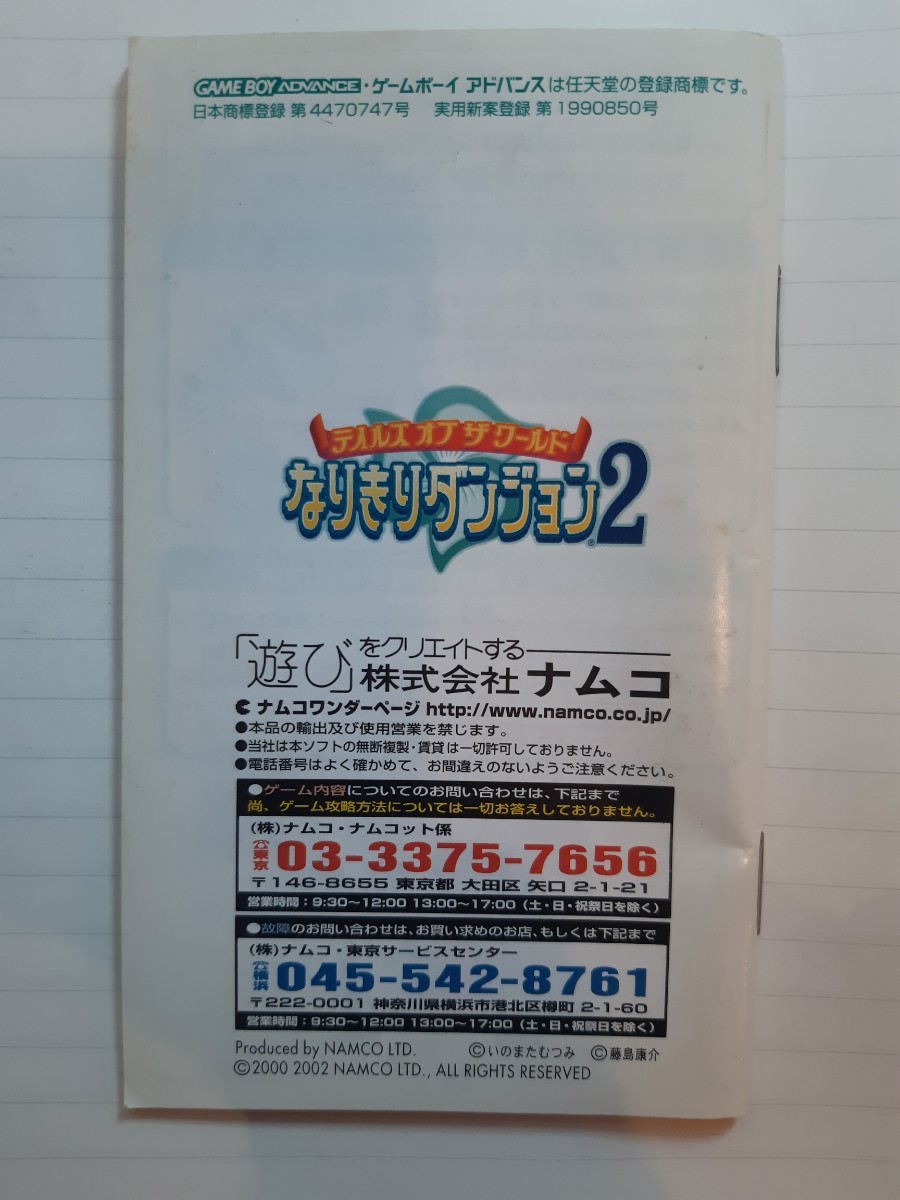 GAME BOY ADVANCE・ゲームボーイ アドバンスは任天堂の登録商標です。
日本商標登録 第4470747号 実用新案登録 第1990850号
テイルズ オブ ザ ワールド
なりきりダンジョン2
®
「遊び」をクリエイトする
株式会社ナムコ
ナムコワンダーページ http://www.namco.co.jp/
●本品の輸出及び使用営業を禁じます。
●当社は本ソフトの無断複製・賃貸は一切許可しておりません。
●電話番号はよく確かめて、お間違えのないようご注意ください。
●ゲーム内容についてのお問い合わせは、下記まで
尚、ゲーム攻略方法については一切お答えしておりません。
(株)ナムコ・ナムコット係
☎東京 03-3375-7656
〒146-8655 東京都 大田区 矢口 2-1-21
営業時間:9:30〜12:00 13:00〜17:00(土・日・祝祭日を除く)
●故障のお問い合わせは、お買い求めのお店、もしくは下記まで
(株)ナムコ・東京サービスセンター
☎横浜 045-542-8761
〒222-0001 神奈川県横浜市港北区樽町 2-1-60
営業時間:9:30〜12:00 13:00〜17:00(土・日・祝祭日を除く)
Produced by NAMCO LTD. ©いのまたむつみ ©藤島康介
©2000 2002 NAMCO LTD., ALL RIGHTS RESERVED